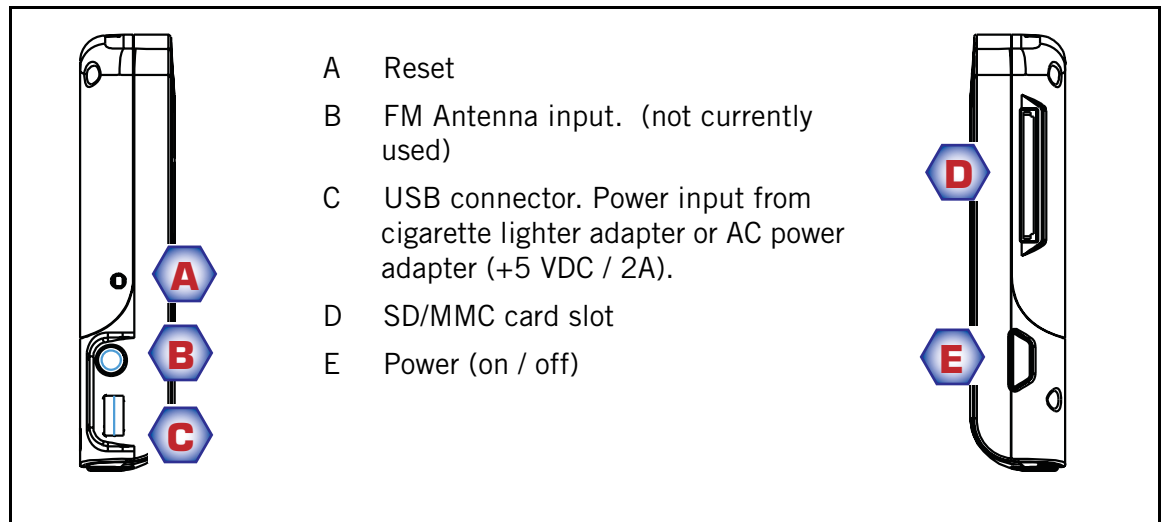 A Reset
B FM Antenna input. (not currently
used)
C USB connector. Power input from
cigarette lighter adapter or AC power
adapter (+5 VDC / 2A).
D SD/MMC card slot
E Power (on / off)
A
B
C
D
E